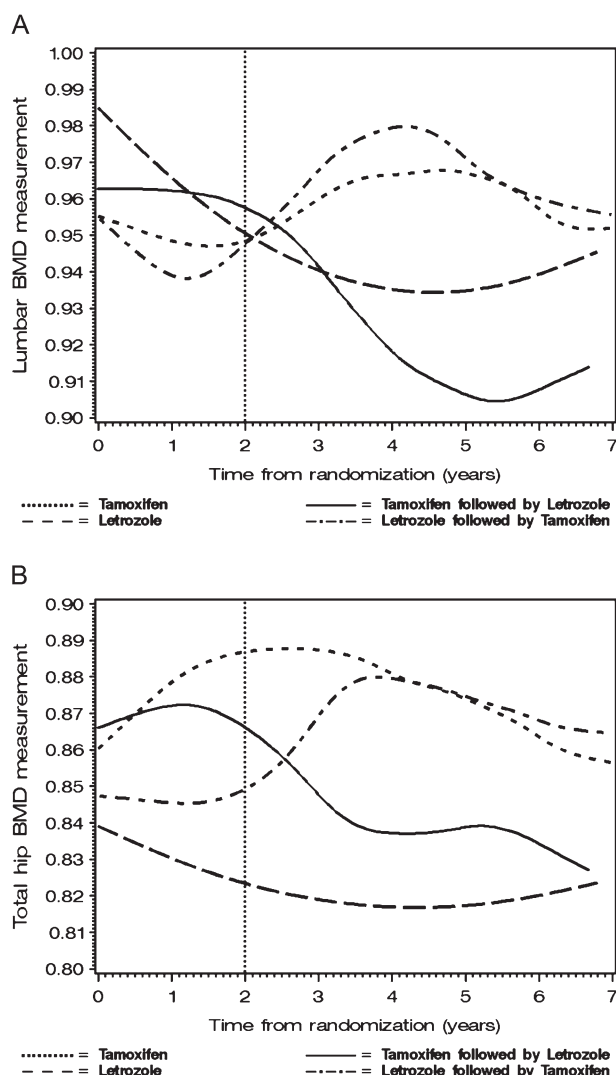 A
1.00
0.99
0.98
0.97
0.96
0.95
0.94
0.93
0.92
0.91
0.90
Lumbar BMD measurement
0 1 2 3 4 5 6 7
Time from randomization (years)
= Tamoxifen = Tamoxifen followed by Letrozole
= Letrozole = Letrozole followed by Tamoxifen
B
0.90
0.89
0.88
0.87
0.86
0.85
0.84
0.83
0.82
0.81
0.80
Total hip BMD measurement
0 1 2 3 4 5 6 7
Time from randomization (years)
= Tamoxifen = Tamoxifen followed by Letrozole
= Letrozole = Letrozole followed by Tamoxifen